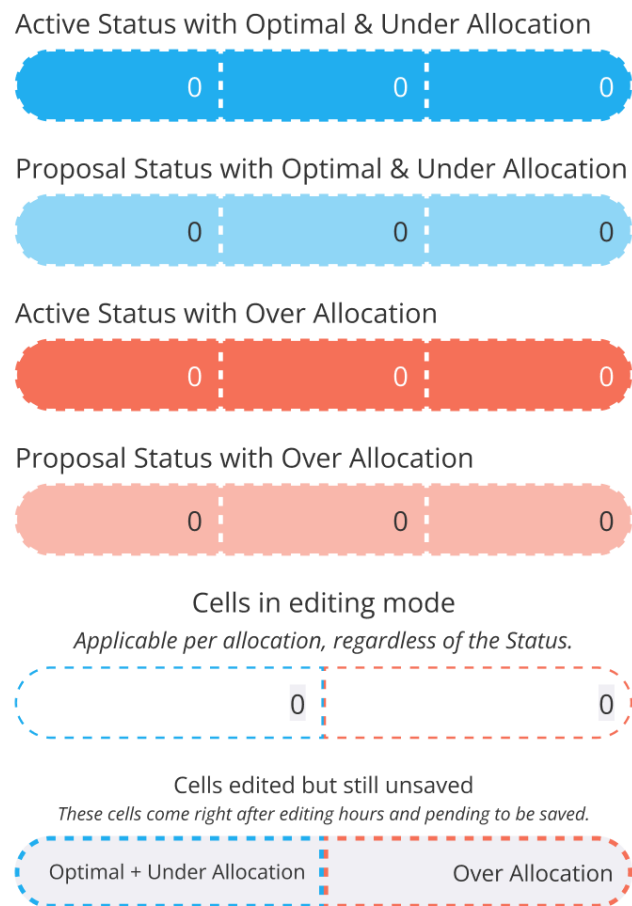 Active Status with Optimal & Under Allocation
0 0 0
Proposal Status with Optimal & Under Allocation
0 0 0
Active Status with Over Allocation
0 0 0
Proposal Status with Over Allocation
0 0 0
Cells in editing mode
Applicable per allocation, regardless of the Status.
0 0
Cells edited but still unsaved
These cells come right after editing hours and pending to be saved.
Optimal + Under Allocation Over Allocation